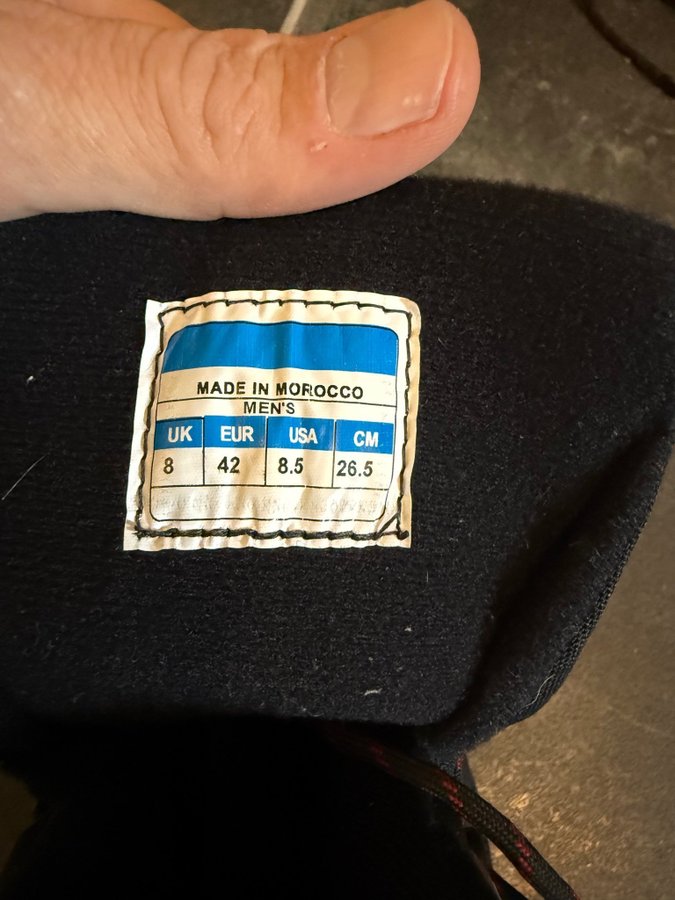 MADE IN MOROCCO
MEN'S
UK EUR USA CM
8 42 8.5 26.5